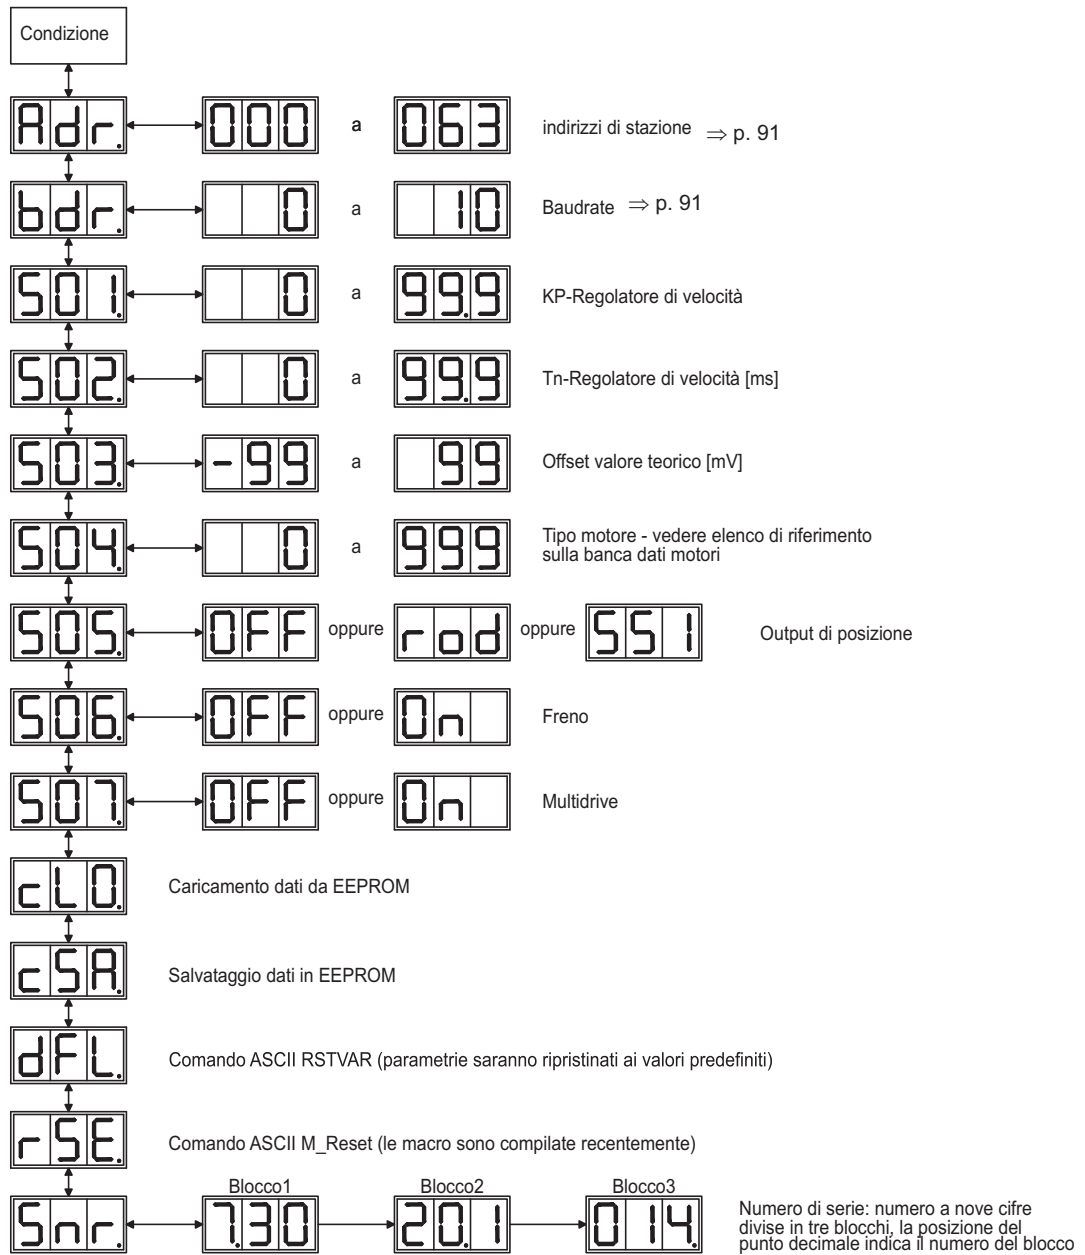 Condizione
Adr. 000 a 063 indirizzi di stazione ⇒ p. 91
bdr. 0 a 10 Baudrate ⇒ p. 91
S01. 0 a 99.9 KP-Regolatore di velocità
S02. 0 a 99.9 Tn-Regolatore di velocità [ms]
S03. -99 a 99 Offset valore teorico [mV]
S04. 0 a 999 Tipo motore - vedere elenco di riferimento
sulla banca dati motori
S05. OFF oppure rod oppure SS1 Output di posizione
S06. OFF oppure On Freno
S07. OFF oppure On Multidrive
cL0. Caricamento dati da EEPROM
cSA. Salvataggio dati in EEPROM
dFL. Comando ASCII RSTVAR (parametrie saranno ripristinati ai valori predefiniti)
rSE. Comando ASCII M_Reset (le macro sono compilate recentemente)
Blocco1 Blocco2 Blocco3
Snr. 7.30 20.1 014. Numero di serie: numero a nove cifre
divise in tre blocchi, la posizione del
punto decimale indica il numero del blocco